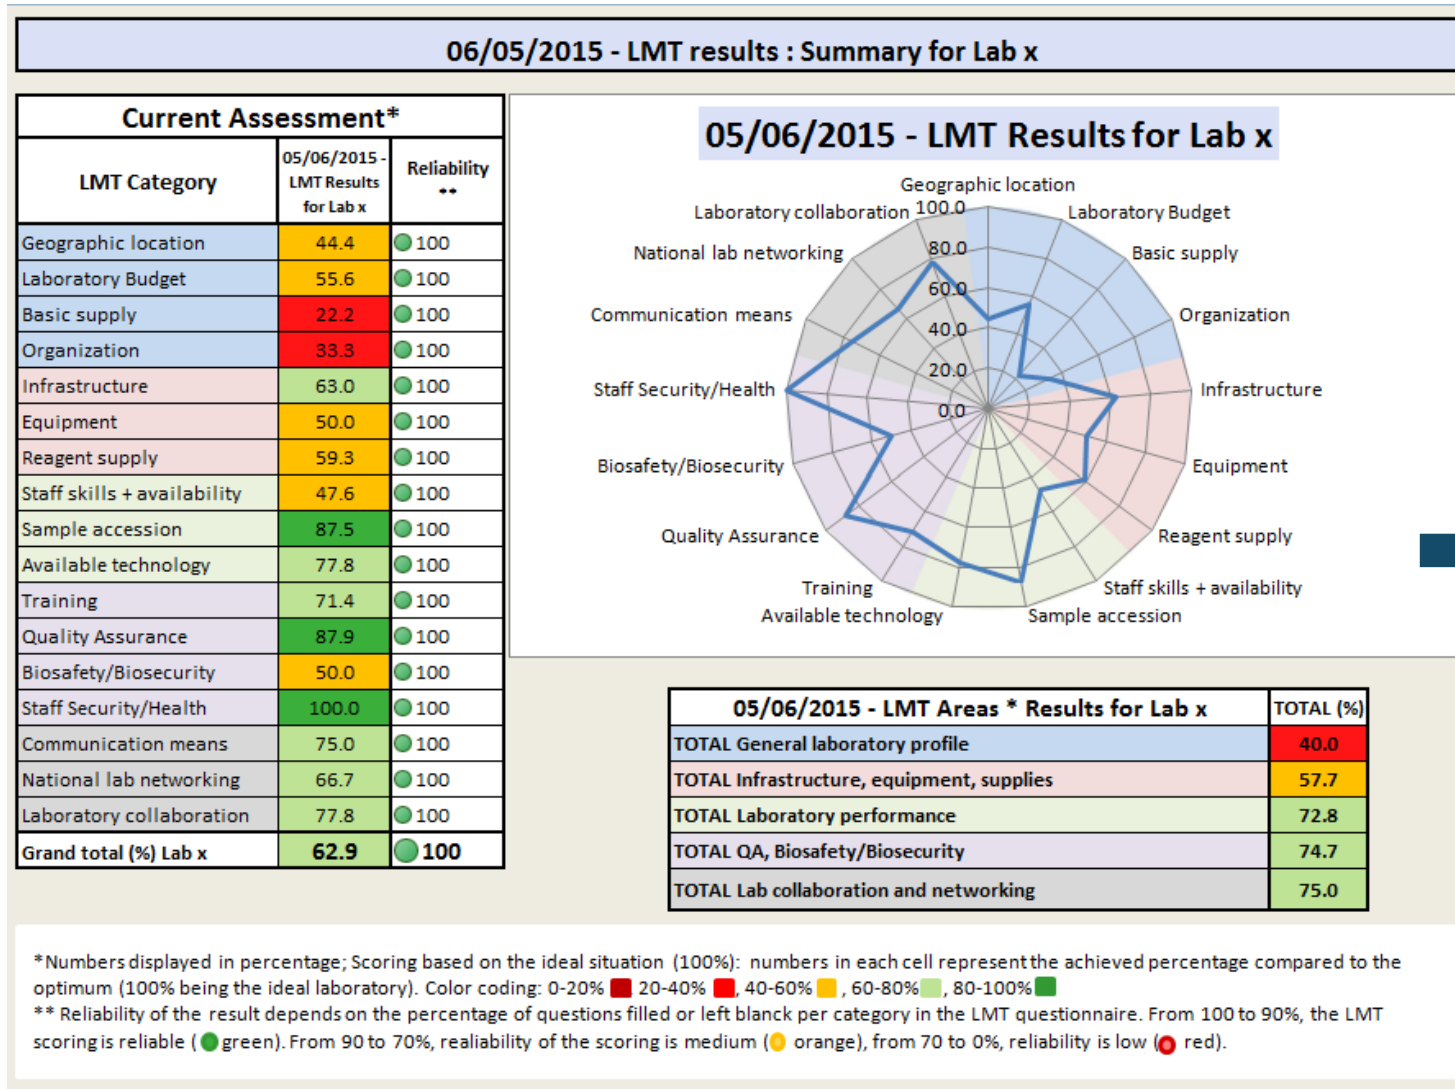 06/05/2015 - LMT results : Summary for Lab x
Current Assessment*
LMT Category
05/06/2015 -
LMT Results
for Lab x
Reliability
**
Geographic location 44.4 100
Laboratory Budget 55.6 100
Basic supply 22.2 100
Organization 33.3 100
Infrastructure 63.0 100
Equipment 50.0 100
Reagent supply 59.3 100
Staff skills + availability 47.6 100
Sample accession 87.5 100
Available technology 77.8 100
Training 71.4 100
Quality Assurance 87.9 100
Biosafety/Biosecurity 50.0 100
Staff Security/Health 100.0 100
Communication means 75.0 100
National lab networking 66.7 100
Laboratory collaboration 77.8 100
Grand total (%) Lab x 62.9 100
05/06/2015 - LMT Results for Lab x
Geographic location
Laboratory Budget
Basic supply
Organization
Infrastructure
Equipment
Reagent supply
Staff skills + availability
Sample accession
Available technology
Training
Quality Assurance
Biosafety/Biosecurity
Staff Security/Health
Communication means
National lab networking
Laboratory collaboration
100.0
80.0
60.0
40.0
20.0
0.0
05/06/2015 - LMT Areas * Results for Lab x TOTAL (%)
TOTAL General laboratory profile 40.0
TOTAL Infrastructure, equipment, supplies 57.7
TOTAL Laboratory performance 72.8
TOTAL QA, Biosafety/Biosecurity 74.7
TOTAL Lab collaboration and networking 75.0
*Numbers displayed in percentage; Scoring based on the ideal situation (100%): numbers in each cell represent the achieved percentage compared to the
optimum (100% being the ideal laboratory). Color coding: 0-20% , 20-40% , 40-60% , 60-80% , 80-100%
** Reliability of the result depends on the percentage of questions filled or left blanck per category in the LMT questionnaire. From 100 to 90%, the LMT
scoring is reliable ( green). From 90 to 70%, realiability of the scoring is medium ( orange), from 70 to 0%, reliability is low ( red).